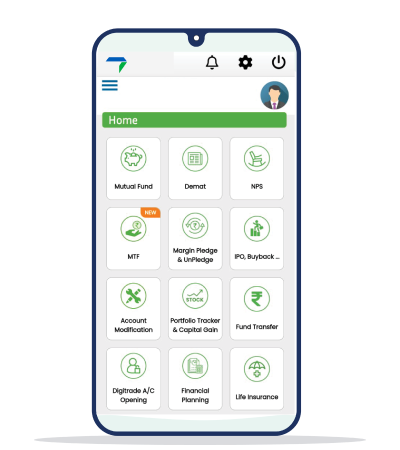 Home
Mutual Fund
Demat
NPS
NEW
MTF
Margin Pledge
& UnPledge
IPO, Buyback ...
Account
Modification
STOCK
Portfolio Tracker
& Capital Gain
Fund Transfer
Digitrade A/C
Opening
Financial
Planning
Life Insurance